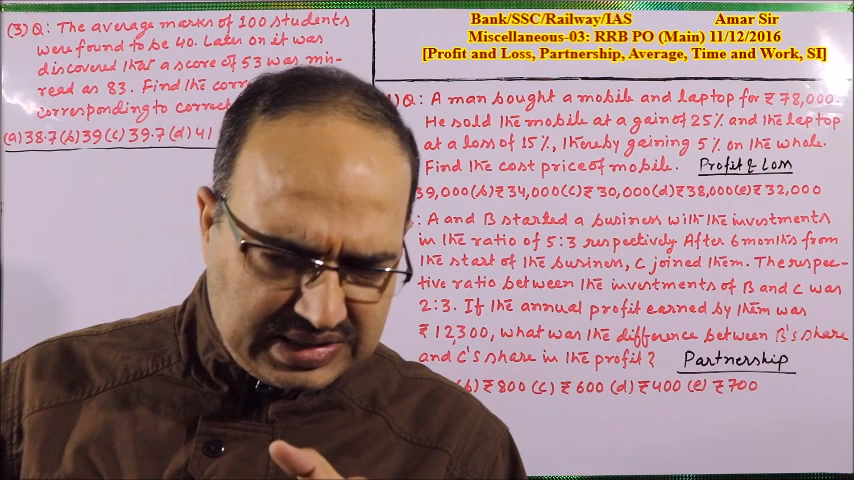 Bank/SSC/Railway/IAS Amar Sir
Miscellaneous-03: RRB PO (Main) 11/12/2016
[Profit and Loss, Partnership, Average, Time and Work, SI]
(3) Q: The average marks of 100 students
were found to be 40. Later on it was
discovered that a score of 53 was mis-
read as 83. Find the
corresponding to correct
(a) 38.7 (b) 39 (c) 39.7 (d) 41
) Q: A man bought a mobile and laptop for ₹ 78,000.
He sold the mobile at a gain of 25% and the laptop
at a loss of 15%, thereby gaining 5% on the whole.
Find the cost price of mobile. Profit & Loss
39,000 (b) ₹ 34,000 (c) ₹ 30,000 (d) ₹ 38,000 (e) ₹ 32,000
: A and B started a business with the investments
in the ratio of 5:3 respectively. After 6 months from
the start of the business, C joined them. The respec-
tive ratio between the investments of B and C was
2:3. If the annual profit earned by them was
₹ 12,300, what was the difference between B's share
and C's share in the profit? Partnership
(b) ₹ 800 (c) ₹ 600 (d) ₹ 400 (e) ₹ 700